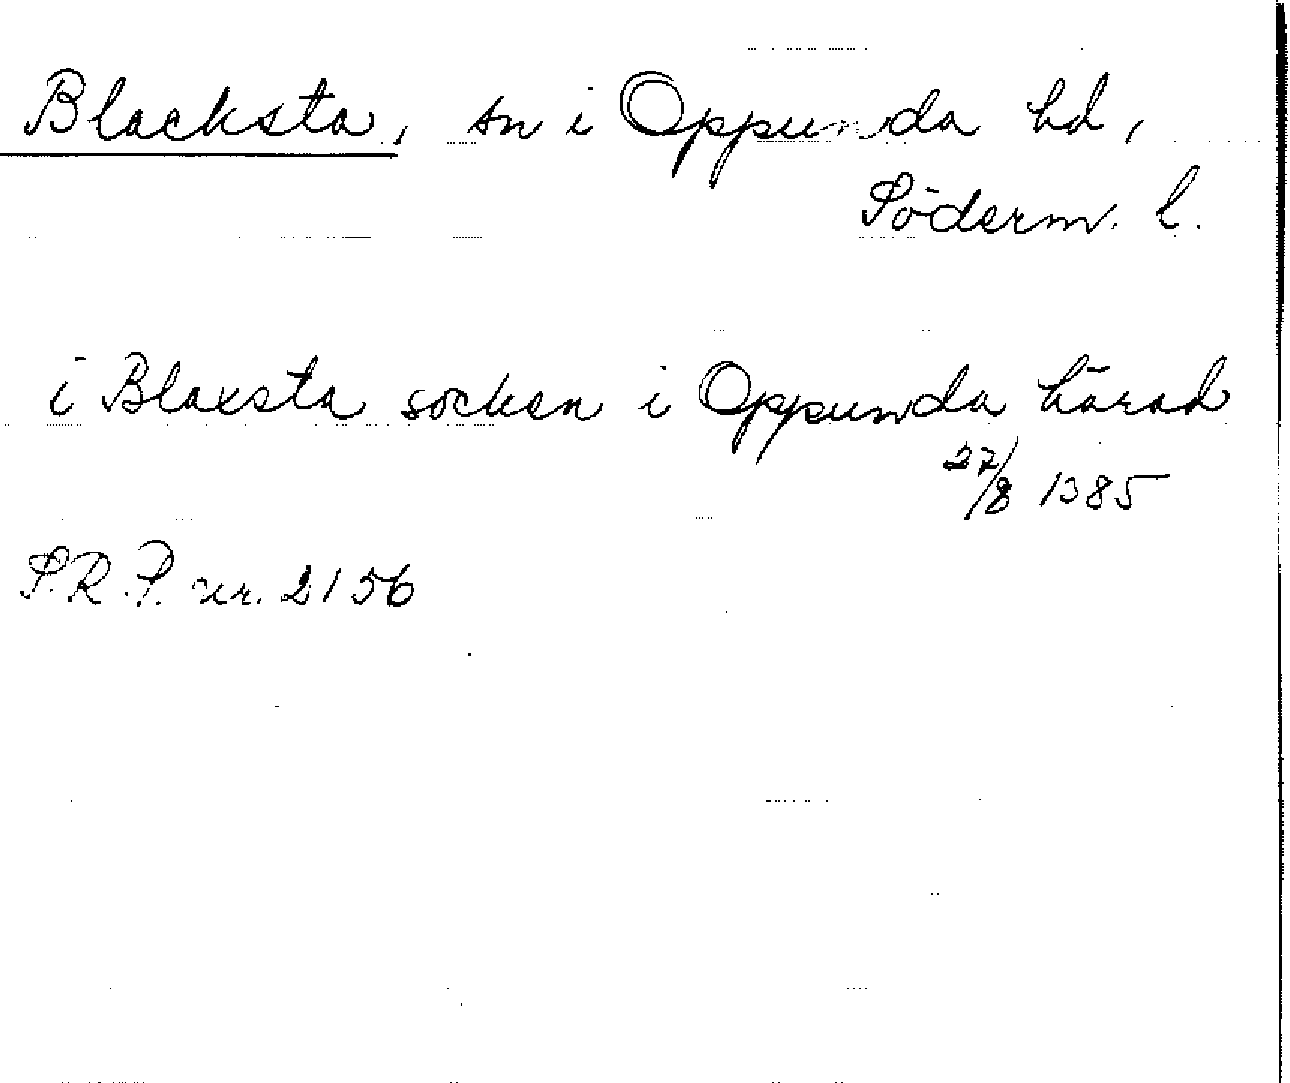 Blacksta, sn i Oppunda hd,
Söderm. l.
i Blaxsta socken i Oppunda härad
27/8 1385
S.R.P. nr. 2156